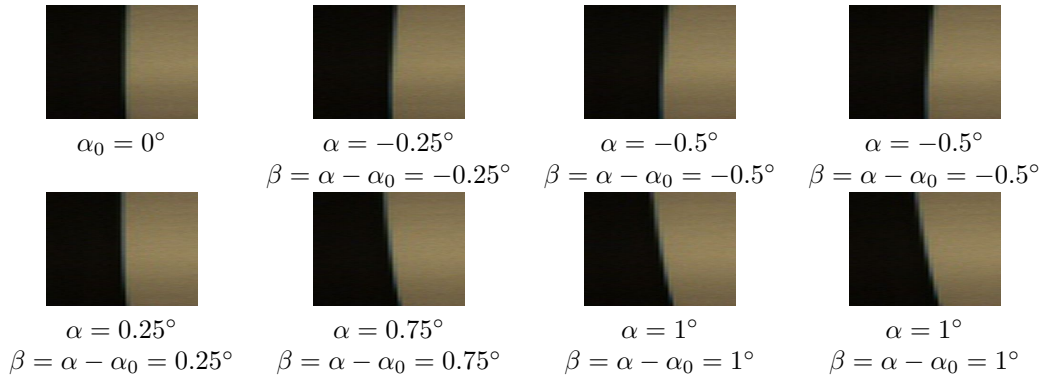 α₀ = 0°
α = −0.25°
β = α − α₀ = −0.25°
α = −0.5°
β = α − α₀ = −0.5°
α = −0.5°
β = α − α₀ = −0.5°
α = 0.25°
β = α − α₀ = 0.25°
α = 0.75°
β = α − α₀ = 0.75°
α = 1°
β = α − α₀ = 1°
α = 1°
β = α − α₀ = 1°